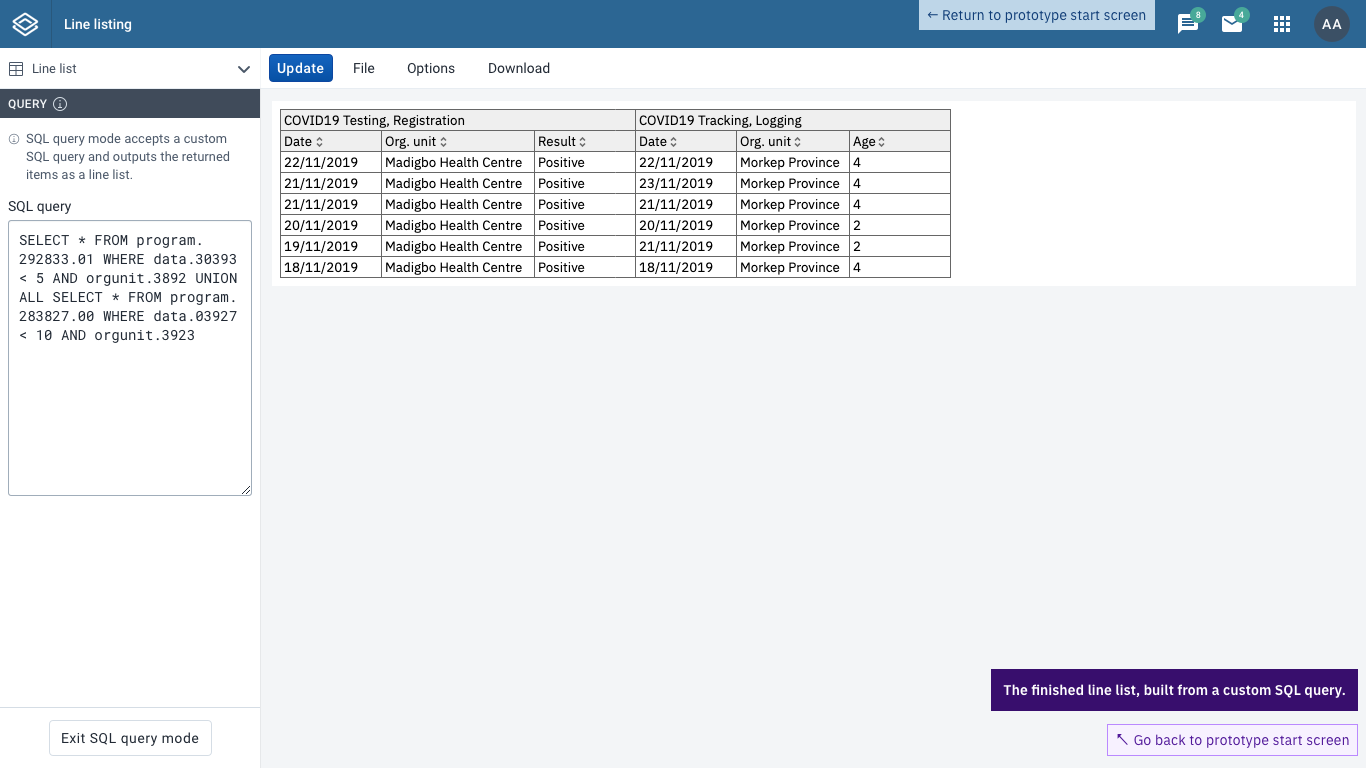 Line listing
← Return to prototype start screen
8
4
AA
Line list
Update
File
Options
Download
QUERY
SQL query mode accepts a custom
SQL query and outputs the returned
items as a line list.
SQL query
SELECT * FROM program.
292833.01 WHERE data.30393
< 5 AND orgunit.3892 UNION
ALL SELECT * FROM program.
283827.00 WHERE data.03927
< 10 AND orgunit.3923
Exit SQL query mode
COVID19 Testing, Registration COVID19 Tracking, Logging
Date Org. unit Result Date Org. unit Age
22/11/2019 Madigbo Health Centre Positive 22/11/2019 Morkep Province 4
21/11/2019 Madigbo Health Centre Positive 23/11/2019 Morkep Province 4
21/11/2019 Madigbo Health Centre Positive 21/11/2019 Morkep Province 4
20/11/2019 Madigbo Health Centre Positive 20/11/2019 Morkep Province 2
19/11/2019 Madigbo Health Centre Positive 21/11/2019 Morkep Province 2
18/11/2019 Madigbo Health Centre Positive 18/11/2019 Morkep Province 4
The finished line list, built from a custom SQL query.
↖ Go back to prototype start screen